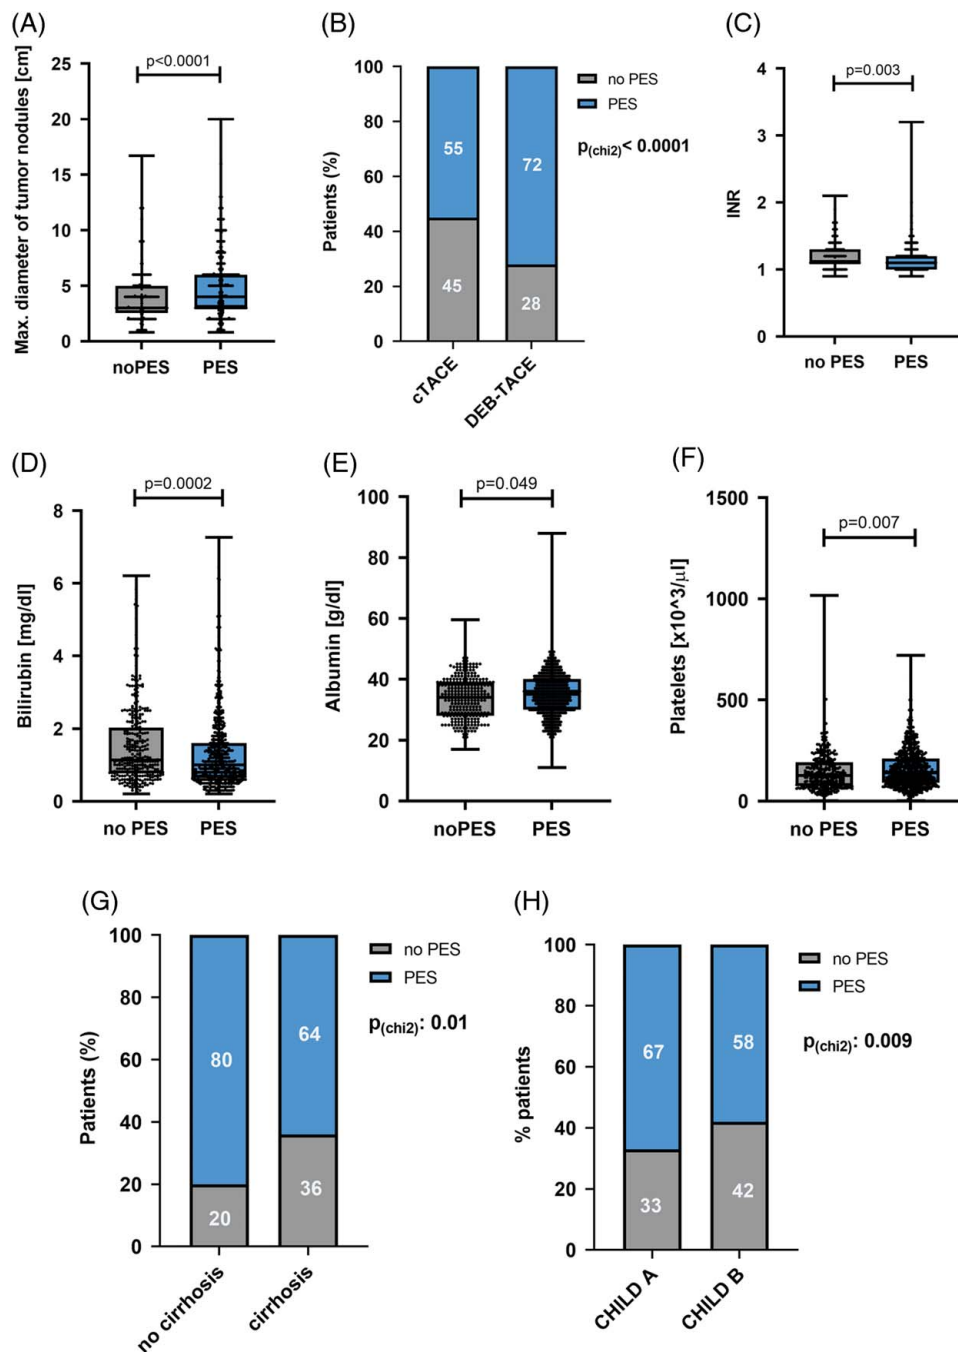 (A)
p<0.0001
Max. diameter of tumor nodules [cm]
25
20
15
10
5
0
noPES
PES
(B)
100
80
60
40
20
0
Patients (%)
55
45
72
28
cTACE
DEB-TACE
no PES
PES
p(chi2)< 0.0001
(C)
p=0.003
INR
4
3
2
1
0
no PES
PES
(D)
p=0.0002
Bilirubin [mg/dl]
8
6
4
2
0
no PES
PES
(E)
p=0.049
Albumin [g/dl]
100
80
60
40
20
0
noPES
PES
(F)
p=0.007
Platelets [x10^3/µl]
1500
1000
500
0
no PES
PES
(G)
Patients (%)
100
80
60
40
20
0
80
20
64
36
no cirrhosis
cirrhosis
no PES
PES
p(chi2): 0.01
(H)
% patients
100
80
60
40
20
0
67
33
58
42
CHILD A
CHILD B
no PES
PES
p(chi2): 0.009